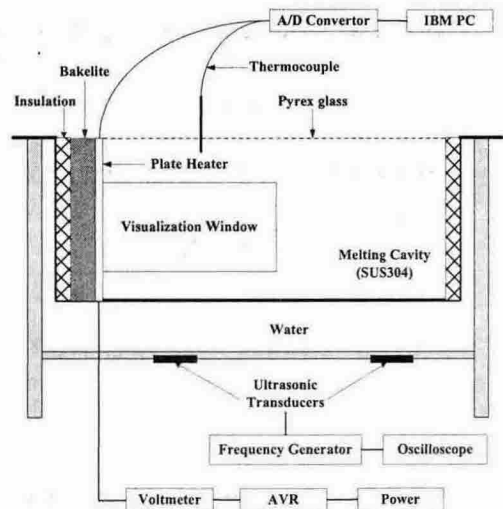 A/D Convertor
IBM PC
Bakelite
Thermocouple
Insulation
Pyrex glass
Plate Heater
Visualization Window
Melting Cavity
(SUS304)
Water
Ultrasonic
Transducers
Frequency Generator
Oscilloscope
Voltmeter
AVR
Power